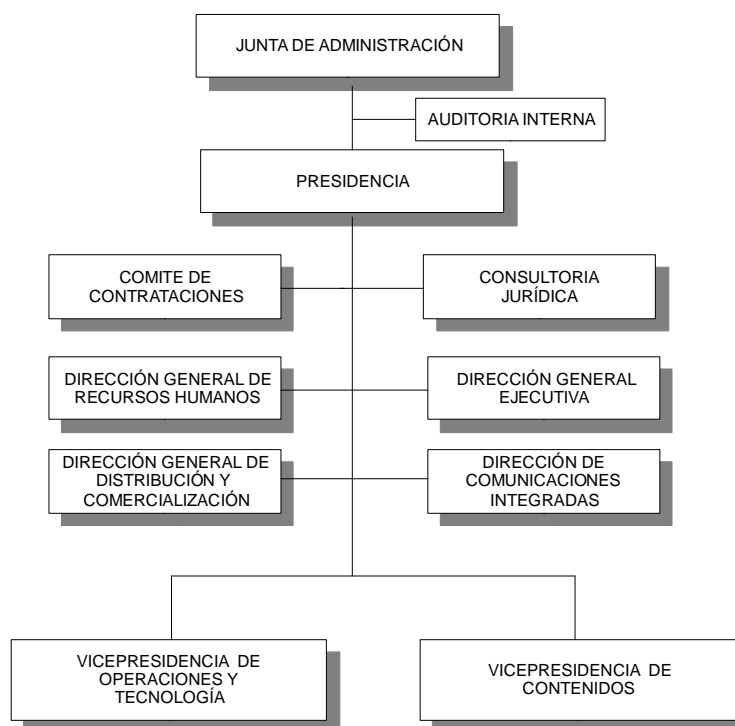 JUNTA DE ADMINISTRACIÓN
AUDITORIA INTERNA
PRESIDENCIA
COMITE DE
CONTRATACIONES
CONSULTORIA
JURÍDICA
DIRECCIÓN GENERAL DE
RECURSOS HUMANOS
DIRECCIÓN GENERAL
EJECUTIVA
DIRECCIÓN GENERAL DE
DISTRIBUCIÓN Y
COMERCIALIZACIÓN
DIRECCIÓN DE
COMUNICACIONES
INTEGRADAS
VICEPRESIDENCIA DE
OPERACIONES Y
TECNOLOGÍA
VICEPRESIDENCIA DE
CONTENIDOS